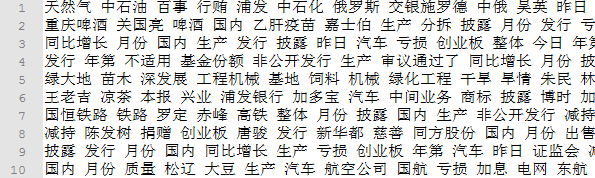 1 天然气 中石油 百事 行贿 浦发 中石化 俄罗斯 交银施罗德 中俄 吴英 昨日
2 重庆啤酒 关国亮 啤酒 国内 乙肝疫苗 嘉士伯 生产 分拆 披露 月份 发行 亏
3 同比增长 月份 国内 生产 发行 披露 昨日 汽车 亏损 创业板 整体 今日 年第
4 发行 年第 不适用 基金份额 非公开发行 生产 审议通过了 同比增长 月份 披
5 绿大地 苗木 深发展 工程机械 基地 饲料 机械 绿化工程 干旱 旱情 朱民 林
6 王老吉 凉茶 本报 兴业 浦发银行 加多宝 汽车 中间业务 商标 披露 博时 加
7 国恒铁路 铁路 罗定 赤峰 高铁 整体 月份 披露 国内 生产 非公开发行 减持
8 减持 陈发树 捐赠 创业板 唐骏 发行 新华都 慈善 同方股份 国内 月份 出售
9 披露 发行 月份 国内 同比增长 生产 亏损 创业板 年第 汽车 昨日 证监会 减
10 国内 月份 质量 松辽 大豆 生产 汽车 航空公司 国航 亏损 加息 电网 东航